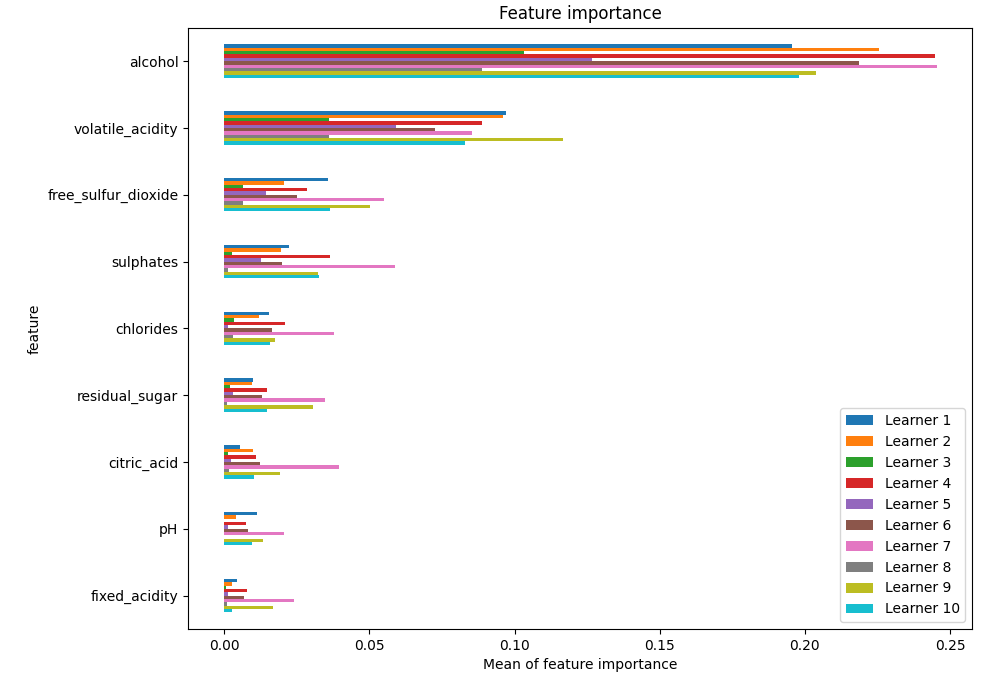 Feature importance
alcohol
volatile_acidity
free_sulfur_dioxide
sulphates
chlorides
residual_sugar
citric_acid
pH
fixed_acidity
feature
Learner 1
Learner 2
Learner 3
Learner 4
Learner 5
Learner 6
Learner 7
Learner 8
Learner 9
Learner 10
0.00 0.05 0.10 0.15 0.20 0.25
Mean of feature importance